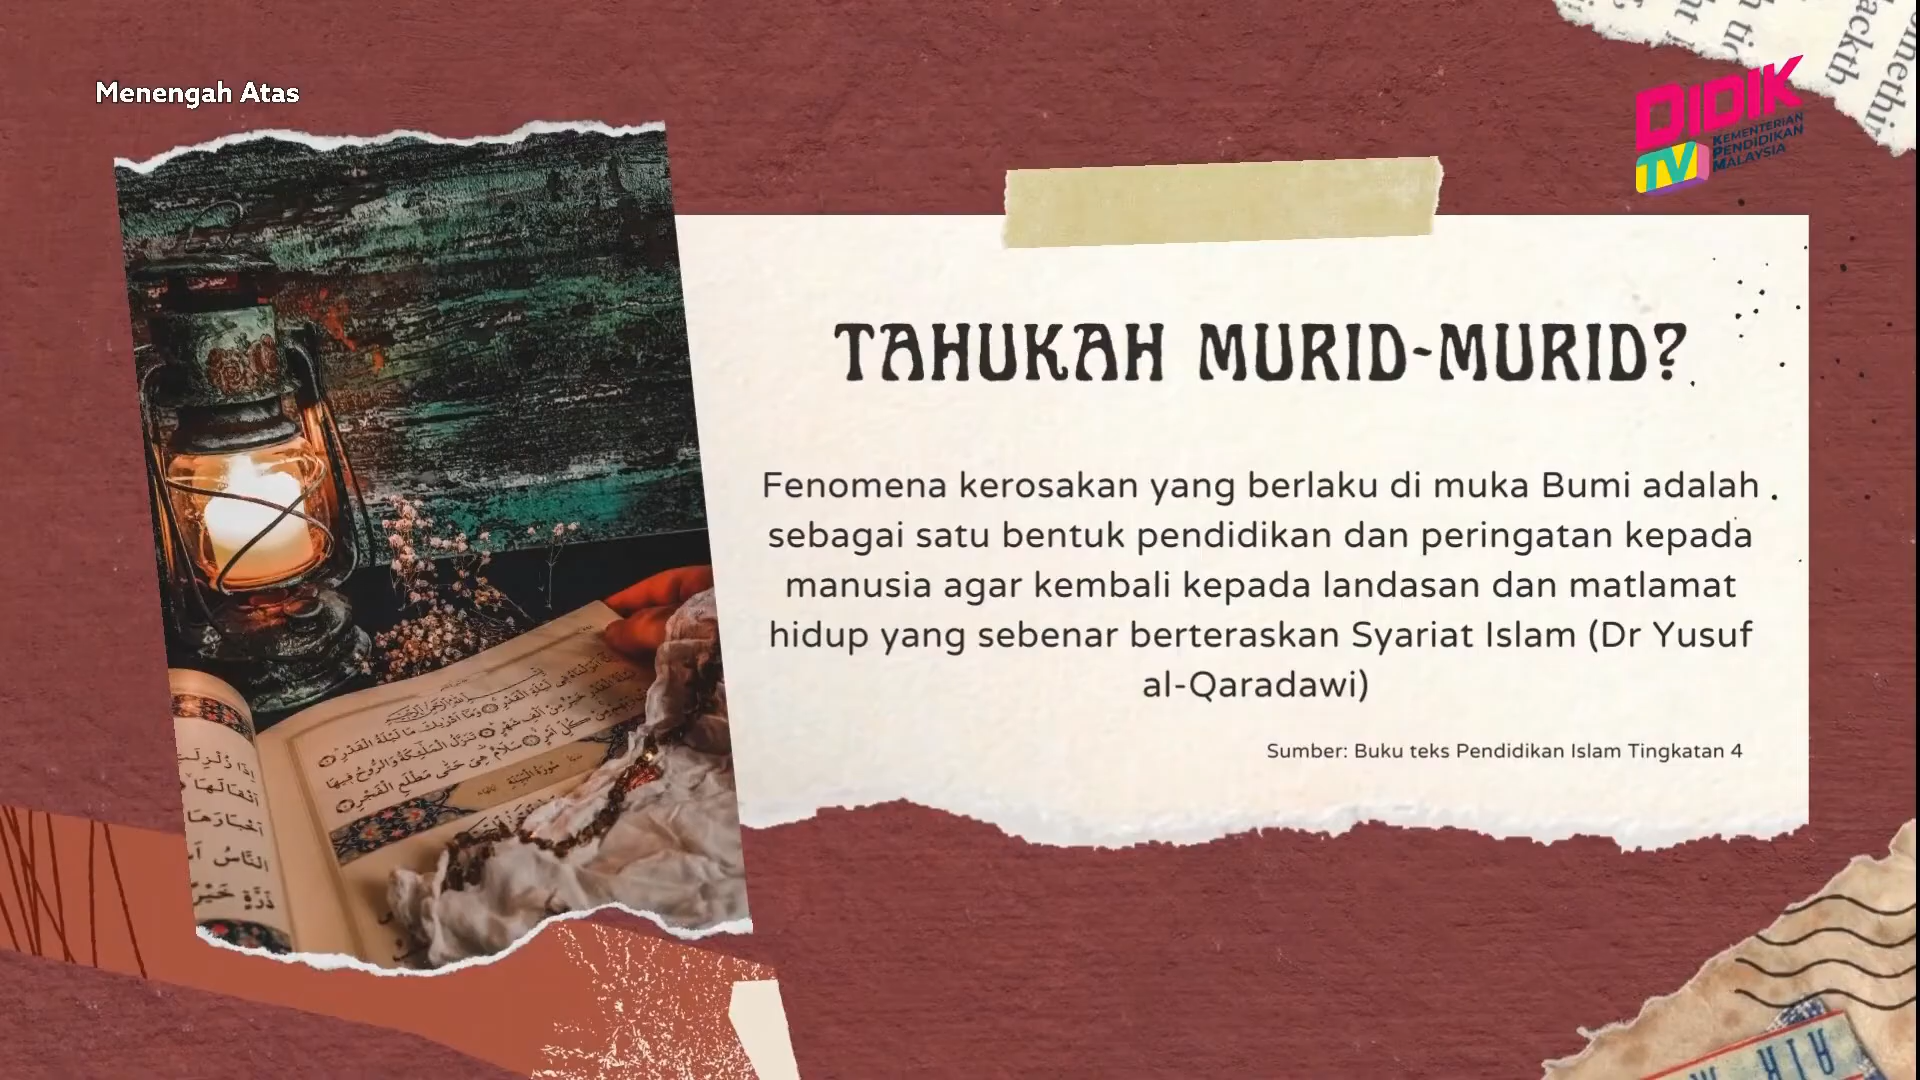 Menengah Atas
DIDIK
TV
KEMENTERIAN
PENDIDIKAN
MALAYSIA
TAHUKAH MURID-MURID?
Fenomena kerosakan yang berlaku di muka Bumi adalah
sebagai satu bentuk pendidikan dan peringatan kepada
manusia agar kembali kepada landasan dan matlamat
hidup yang sebenar berteraskan Syariat Islam (Dr Yusuf
al-Qaradawi)
Sumber: Buku teks Pendidikan Islam Tingkatan 4